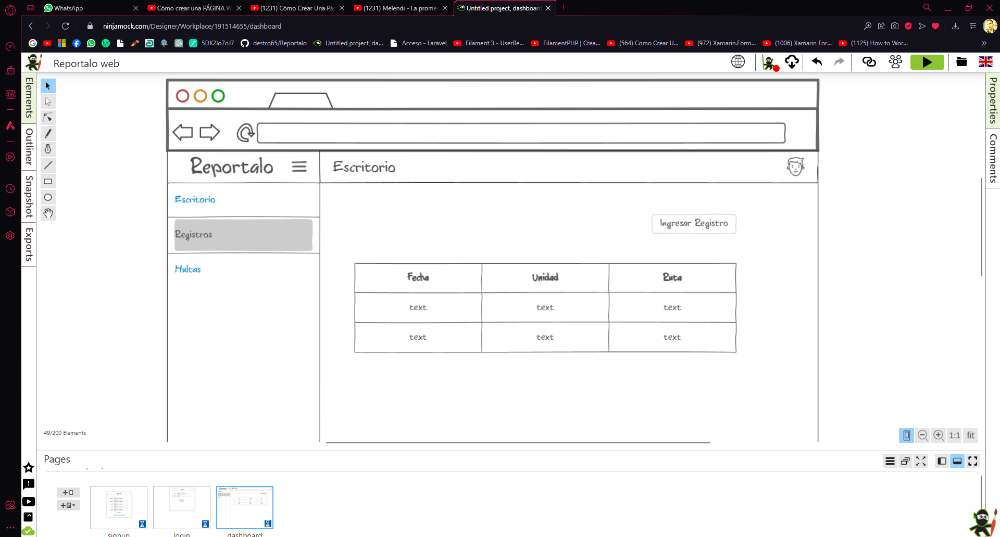 WhatsApp
Cómo crear una PÁGINA W
(1231) Cómo Crear Una Pá
(1231) Melendi - La prome
Untitled project, dashboard
ninjamock.com/Designer/Workplace/191514655/dashboard
5DK2Io7oJ7
destro65/Reportalo
Untitled project, da...
Acceso - Laravel
Filament 3 - UserRe...
FilamentPHP | Crea...
(564) Como Crear U...
(972) Xamarin.Form...
(1006) Xamarin For...
(1125) How to Wor...
Reportalo web
Elements
Outliner
Snapshot
Exports
Properties
Comments
Reportalo
Escritorio
Escritorio
Registros
Multas
Ingresar Registro
Fecha Unidad Ruta
text text text
text text text
49/200 Elements
1:1 fit
Pages
signup
login
dashboard